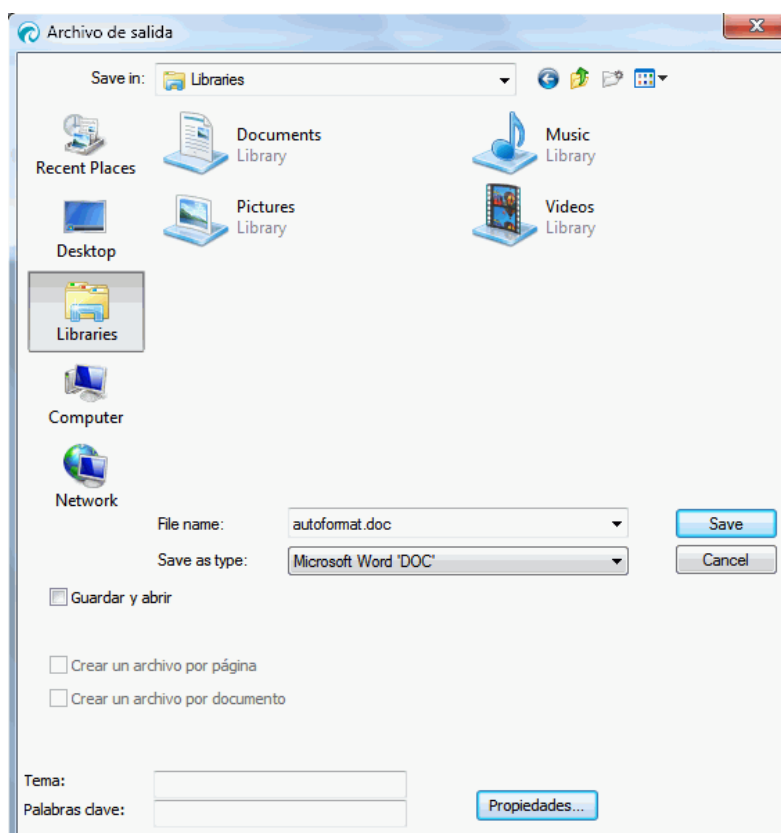 Archivo de salida
Save in: Libraries
Documents
Library
Music
Library
Recent Places
Pictures
Library
Videos
Library
Desktop
Libraries
Computer
Network
File name: autoformat.doc Save
Save as type: Microsoft Word 'DOC' Cancel
Guardar y abrir
Crear un archivo por página
Crear un archivo por documento
Tema:
Palabras clave: Propiedades...